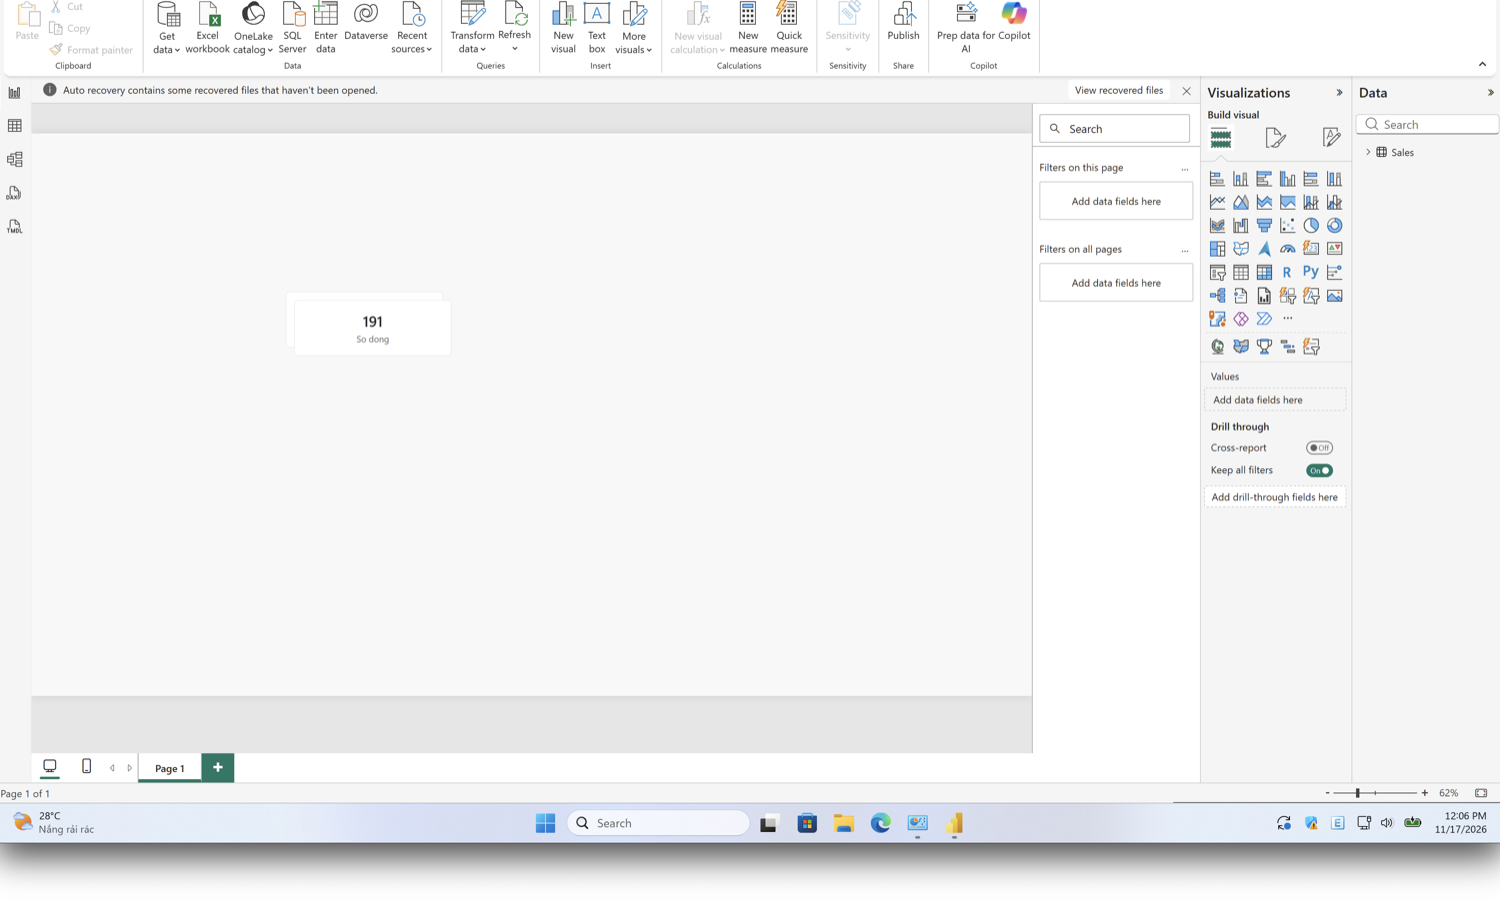 Paste
Cut
Copy
Format painter
Clipboard
Get data
Excel workbook
OneLake catalog
SQL Server
Enter data
Dataverse
Recent sources
Data
Transform data
Refresh
Queries
New visual
Text box
More visuals
Insert
New visual calculation
New measure
Quick measure
Calculations
Sensitivity
Sensitivity
Publish
Share
Prep data for AI
Copilot
Copilot
Auto recovery contains some recovered files that haven't been opened.
View recovered files
DAX
TMDL
191
So dong
Search
Filters on this page
...
Add data fields here
Filters on all pages
...
Add data fields here
Visualizations
Build visual
R
Py
123
...
Values
Add data fields here
Drill through
Cross-report
Off
Keep all filters
On
Add drill-through fields here
Data
Search
Sales
Page 1
+
Page 1 of 1
- + 62%
28°C
Nắng rải rác
Search
E
12:06 PM
11/17/2026